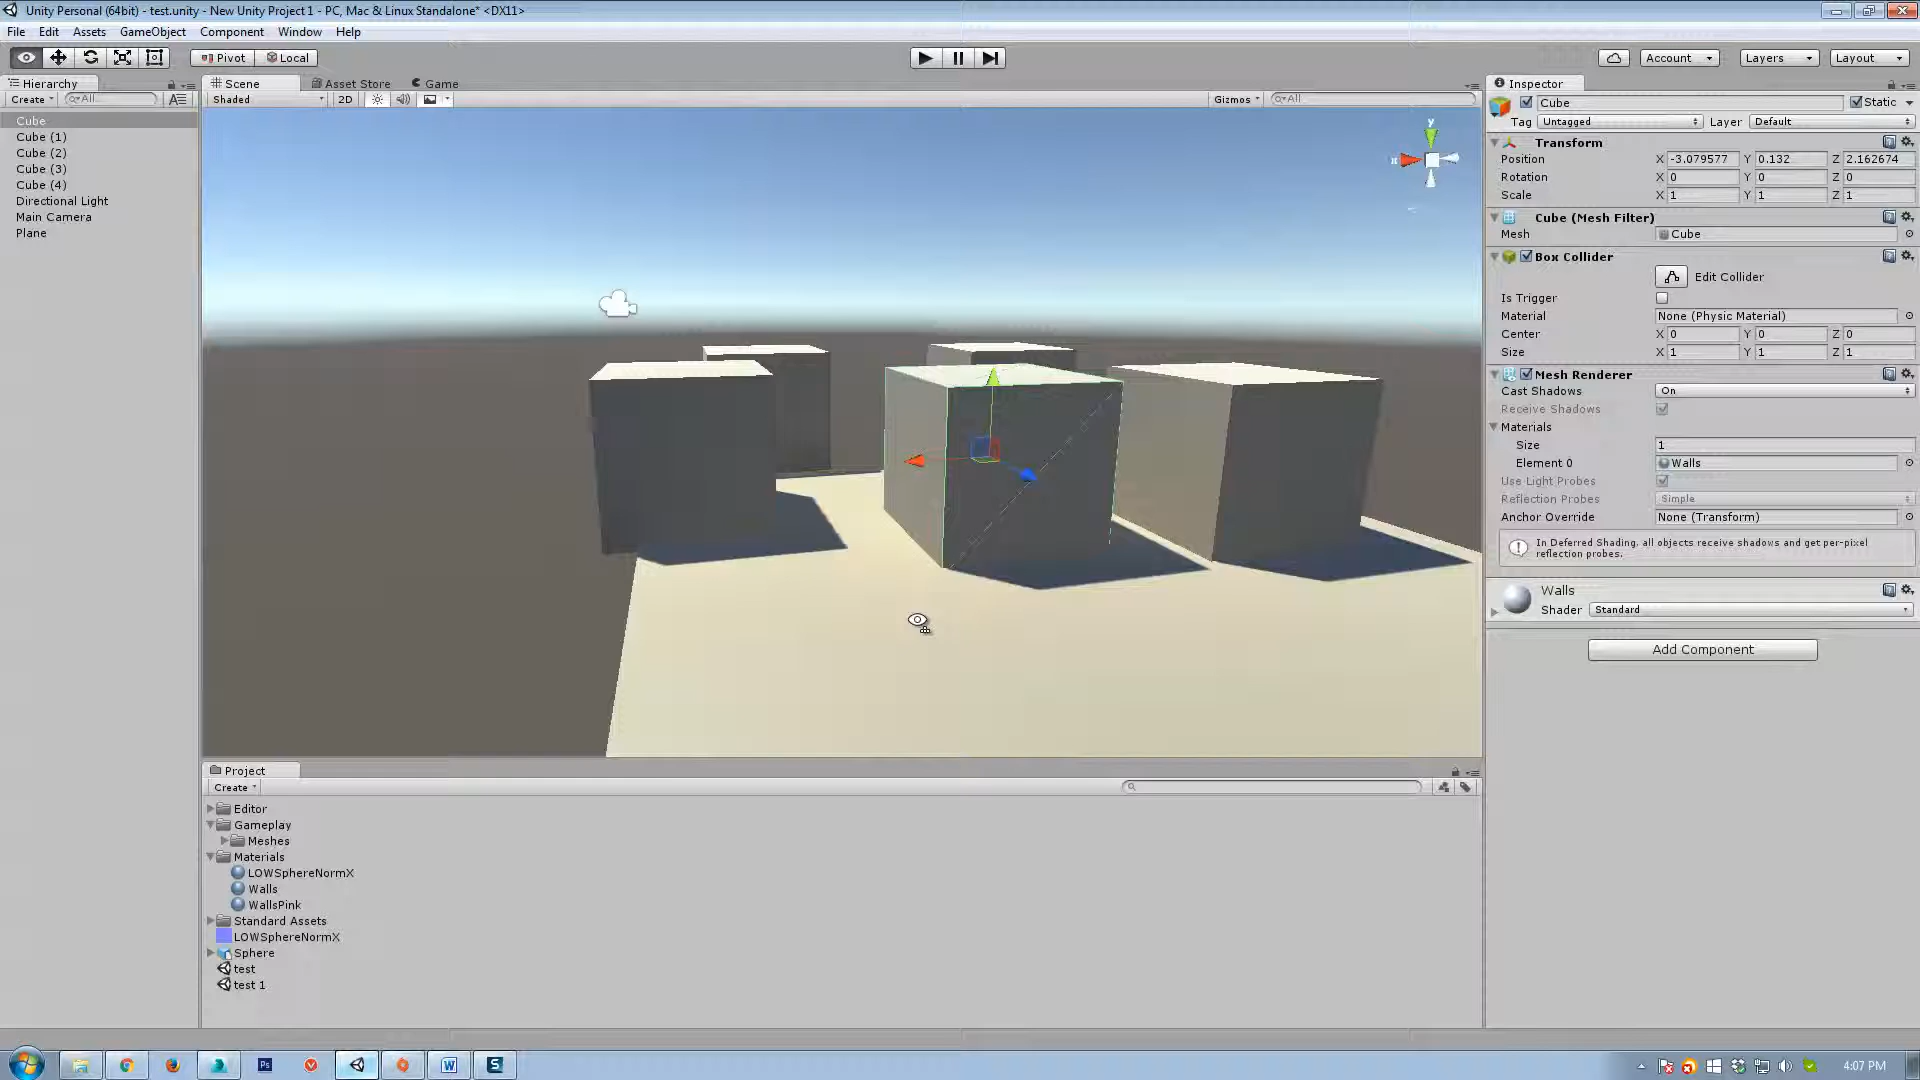 Unity Personal (64bit) - test.unity - New Unity Project 1 - PC, Mac & Linux Standalone* <DX11>
File Edit Assets GameObject Component Window Help
Pivot Local Account Layers Layout
Hierarchy Scene Asset Store Game Inspector
Create All Shaded 2D Gizmos All Cube Static
Tag Untagged Layer Default
Cube
Cube (1)
Cube (2)
Cube (3)
Cube (4)
Directional Light
Main Camera
Plane
y
x
Transform
Position X -3.079577 Y 0.132 Z 2.162674
Rotation X 0 Y 0 Z 0
Scale X 1 Y 1 Z 1
Cube (Mesh Filter)
Mesh Cube
Box Collider
Edit Collider
Is Trigger
Material None (Physic Material)
Center X 0 Y 0 Z 0
Size X 1 Y 1 Z 1
Mesh Renderer
Cast Shadows On
Receive Shadows
Materials
Size 1
Element 0 Walls
Use Light Probes
Reflection Probes Simple
Anchor Override None (Transform)
In Deferred Shading, all objects receive shadows and get per-pixel
reflection probes.
Walls
Shader Standard
Add Component
Project
Create
Editor
Gameplay
Meshes
Materials
LOWSphereNormX
Walls
WallsPink
Standard Assets
LOWSphereNormX
Sphere
test
test 1
Ps W S 4:07 PM